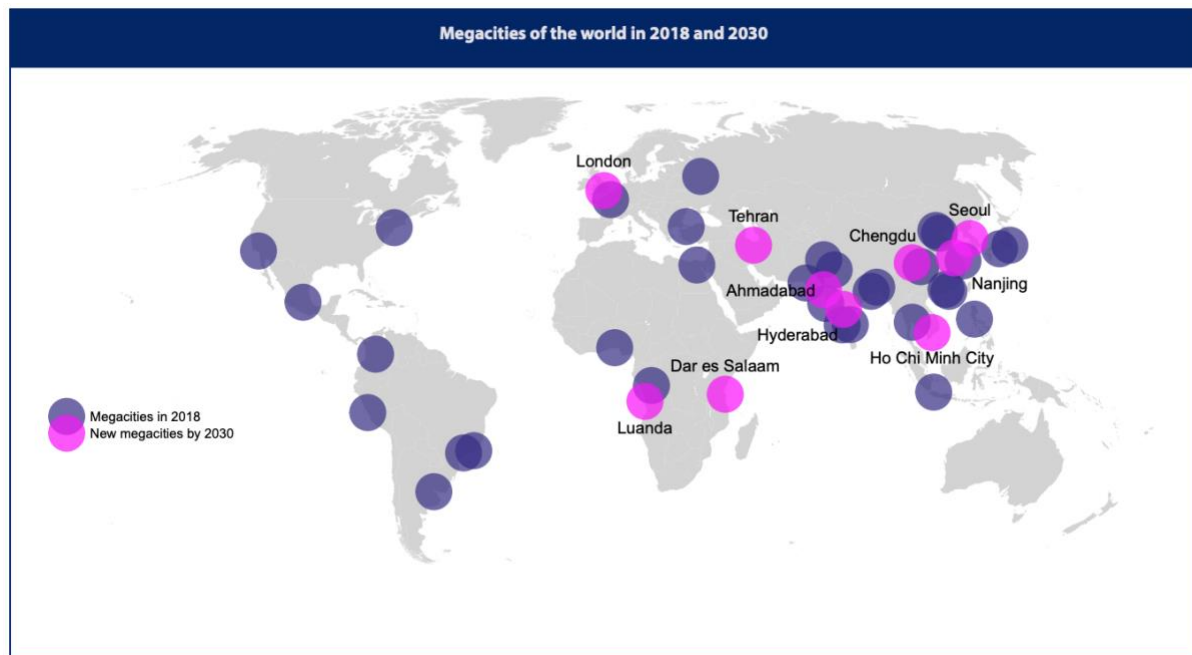 Megacities of the world in 2018 and 2030
London
Tehran
Seoul
Chengdu
Ahmadabad
Nanjing
Hyderabad
Ho Chi Minh City
Dar es Salaam
Luanda
Megacities in 2018
New megacities by 2030